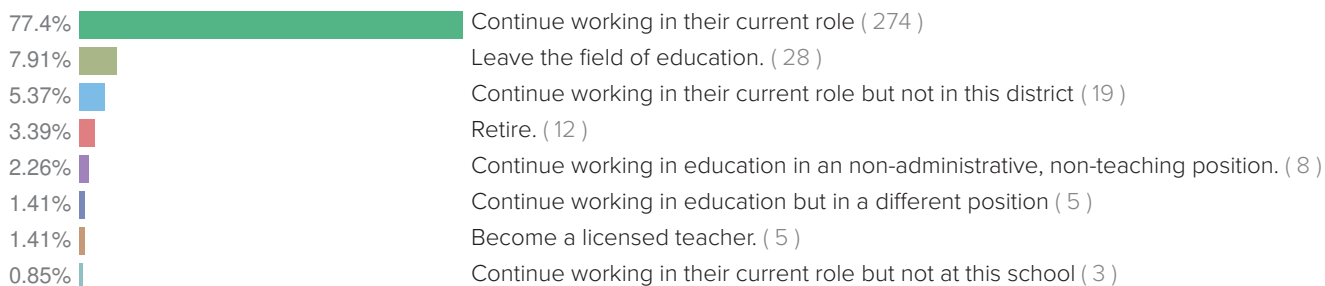 77.4% Continue working in their current role ( 274 )
7.91% Leave the field of education. ( 28 )
5.37% Continue working in their current role but not in this district ( 19 )
3.39% Retire. ( 12 )
2.26% Continue working in education in an non-administrative, non-teaching position. ( 8 )
1.41% Continue working in education but in a different position ( 5 )
1.41% Become a licensed teacher. ( 5 )
0.85% Continue working in their current role but not at this school ( 3 )